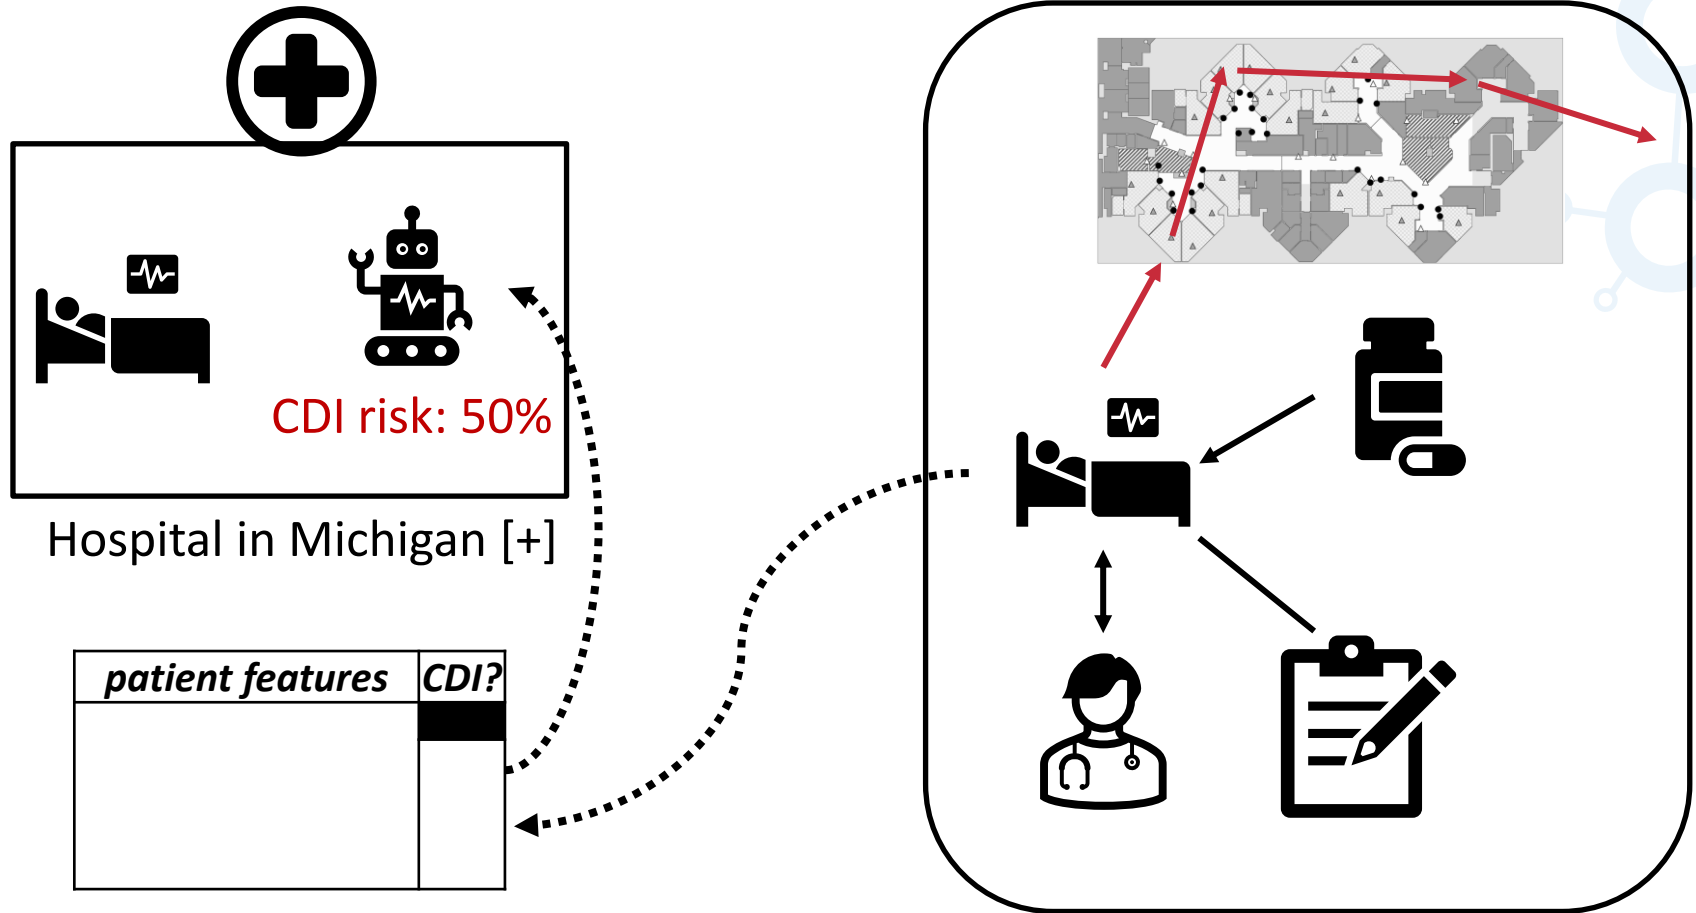 CDI risk: 50%
Hospital in Michigan [+]
patient features CDI?